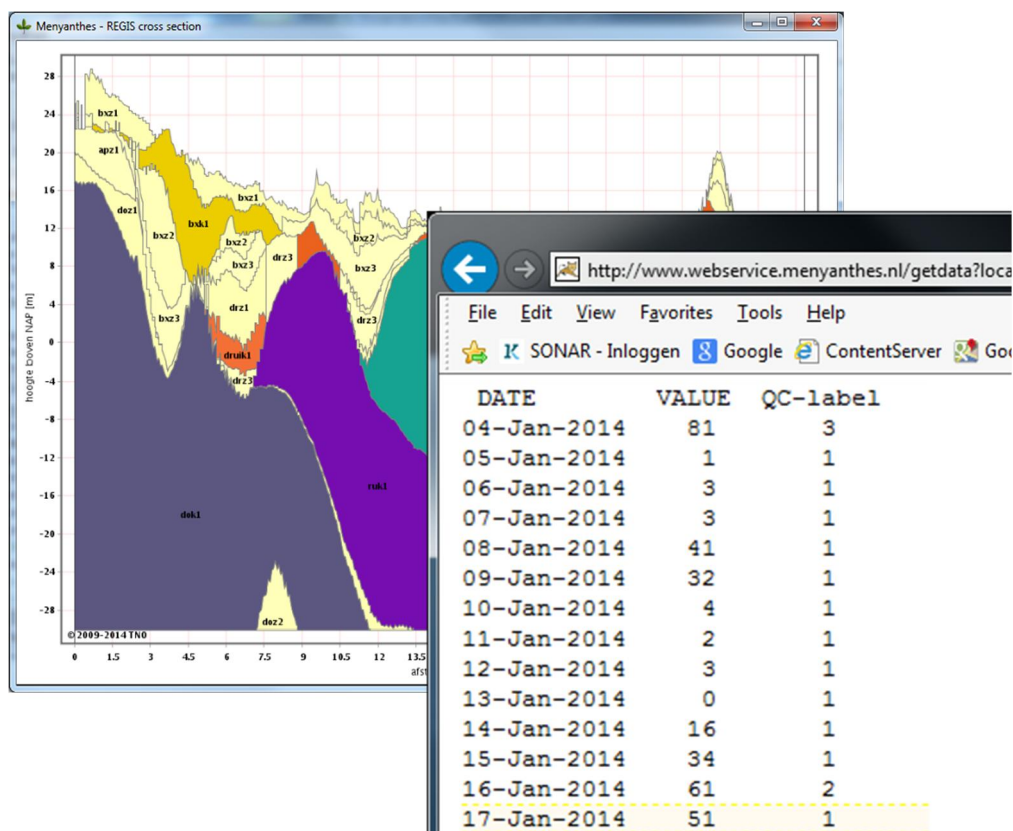 Menyanthes - REGIS cross section
28
24
20
16
12
8
4
0
-4
-8
-12
-16
-20
-24
-28
hoogte boven NAP [m]
bxz1
apz1
doz1
bxz2
bxk1
bxz1
bxz2
bxz3
drz3
bxz2
bxz3
drz1
bxz3
drz3
druik1
drz3
ruk1
dok1
doz2
©2009-2014 TNO
0 1.5 3 4.5 6 7.5 9 10.5 12 13.5
afst
http://www.webservice.menyanthes.nl/getdata?loca
File Edit View Favorites Tools Help
SONAR - Inloggen Google ContentServer Goo
DATE VALUE QC-label
04-Jan-2014 81 3
05-Jan-2014 1 1
06-Jan-2014 3 1
07-Jan-2014 3 1
08-Jan-2014 41 1
09-Jan-2014 32 1
10-Jan-2014 4 1
11-Jan-2014 2 1
12-Jan-2014 3 1
13-Jan-2014 0 1
14-Jan-2014 16 1
15-Jan-2014 34 1
16-Jan-2014 61 2
17-Jan-2014 51 1